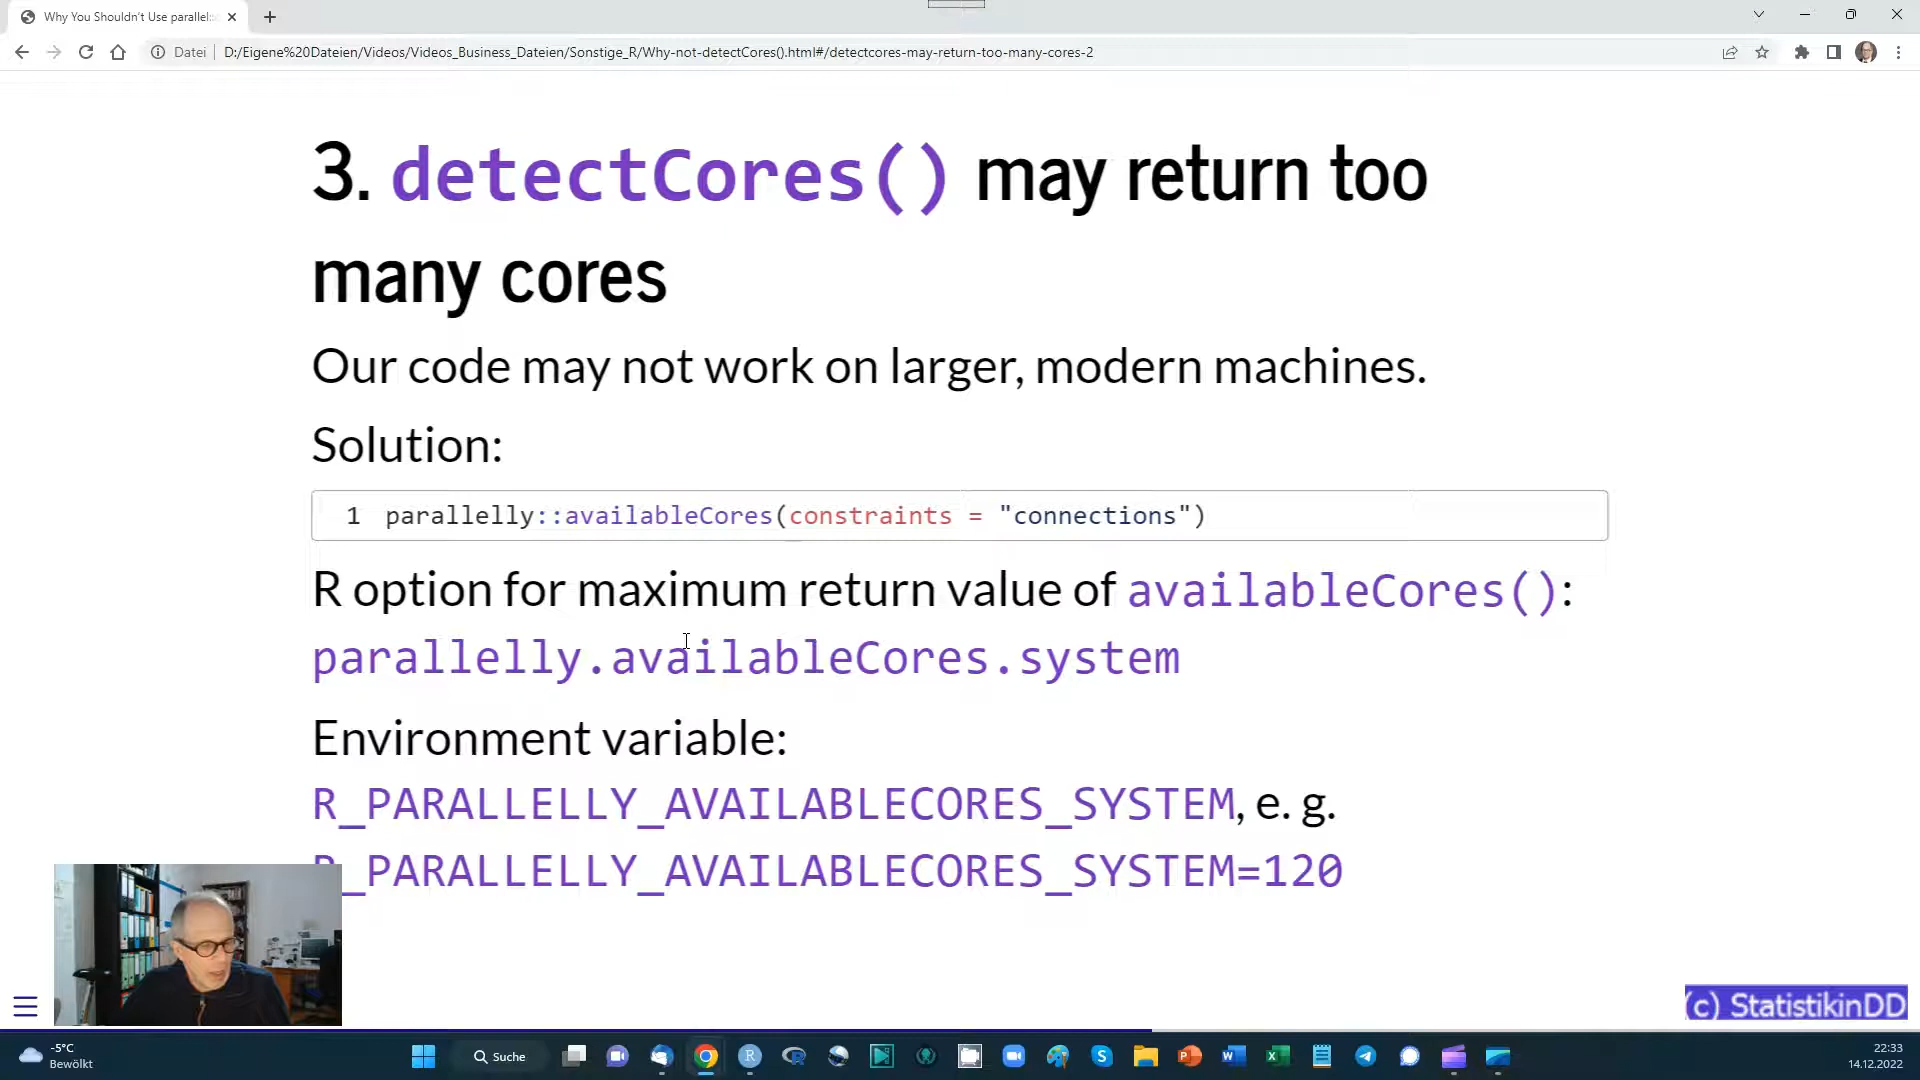 Why You Shouldn't Use parallel:
Datei
D:/Eigene%20Dateien/Videos/Videos_Business_Dateien/Sonstige_R/Why-not-detectCores().html#/detectcores-may-return-too-many-cores-2
3. detectCores() may return too
many cores
Our code may not work on larger, modern machines.
Solution:
1 parallelly::availableCores(constraints = "connections")
R option for maximum return value of availableCores():
parallelly.availableCores.system
Environment variable:
R_PARALLELLY_AVAILABLECORES_SYSTEM, e. g.
R_PARALLELLY_AVAILABLECORES_SYSTEM=120
(c) StatistikinDD
-5°C
Bewölkt
Suche
22:33
14.12.2022